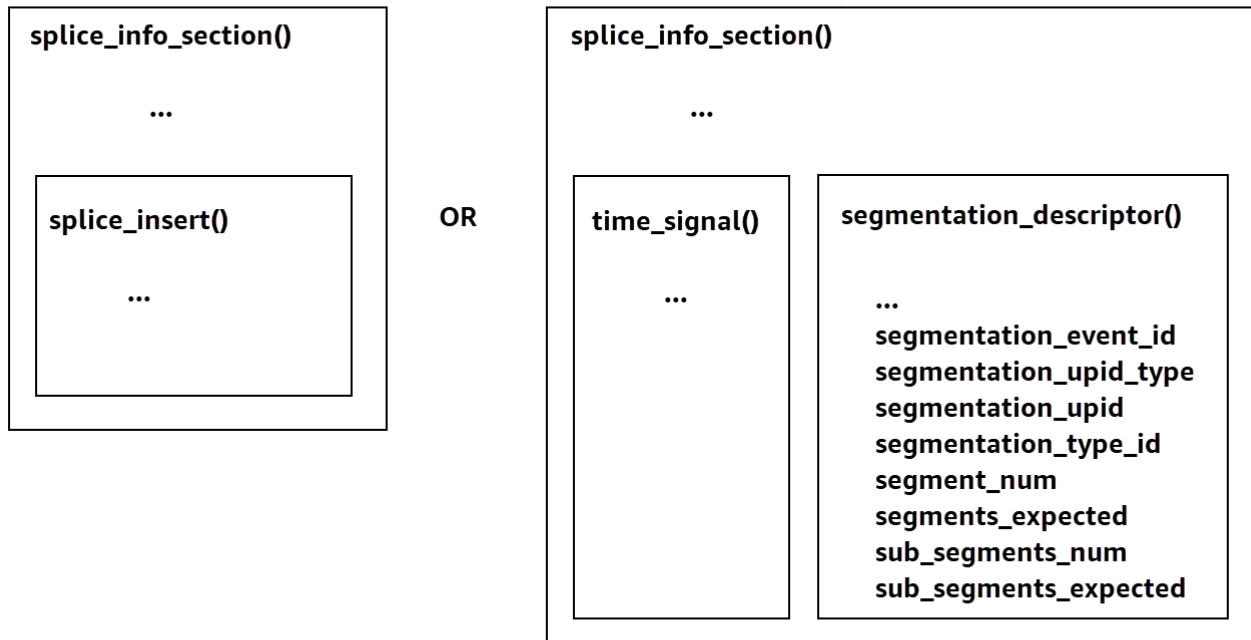 splice_info_section()
...
splice_insert()
...
OR
splice_info_section()
...
time_signal()
...
segmentation_descriptor()
...
segmentation_event_id
segmentation_upid_type
segmentation_upid
segmentation_type_id
segment_num
segments_expected
sub_segments_num
sub_segments_expected